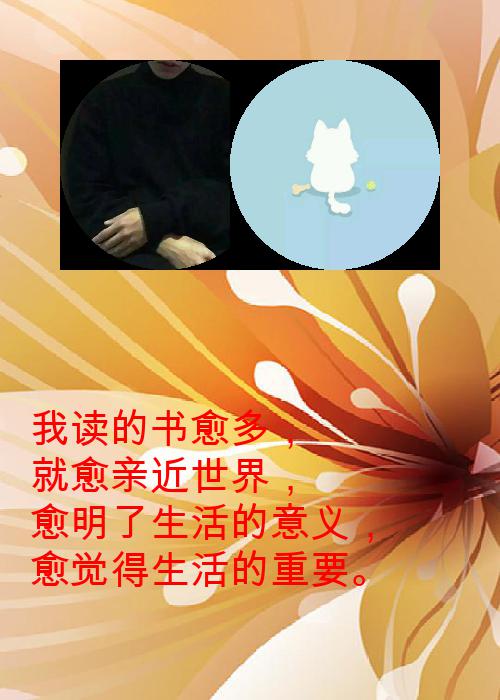 我读的书愈多，
就愈亲近世界，
愈明了生活的意义，
愈觉得生活的重要。